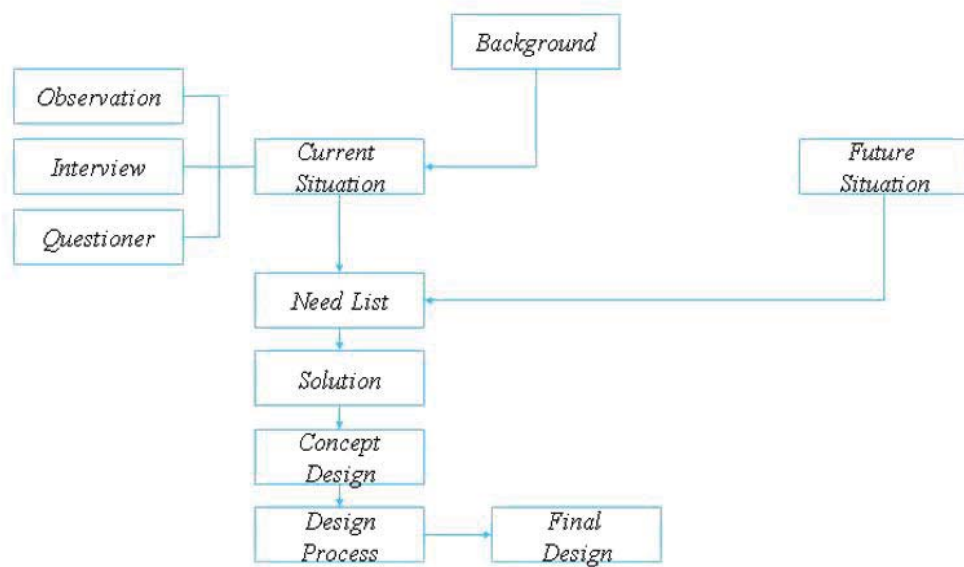 Background
Observation
Interview
Current
Situation
Future
Situation
Questioner
Need List
Solution
Concept
Design
Design
Process
Final
Design